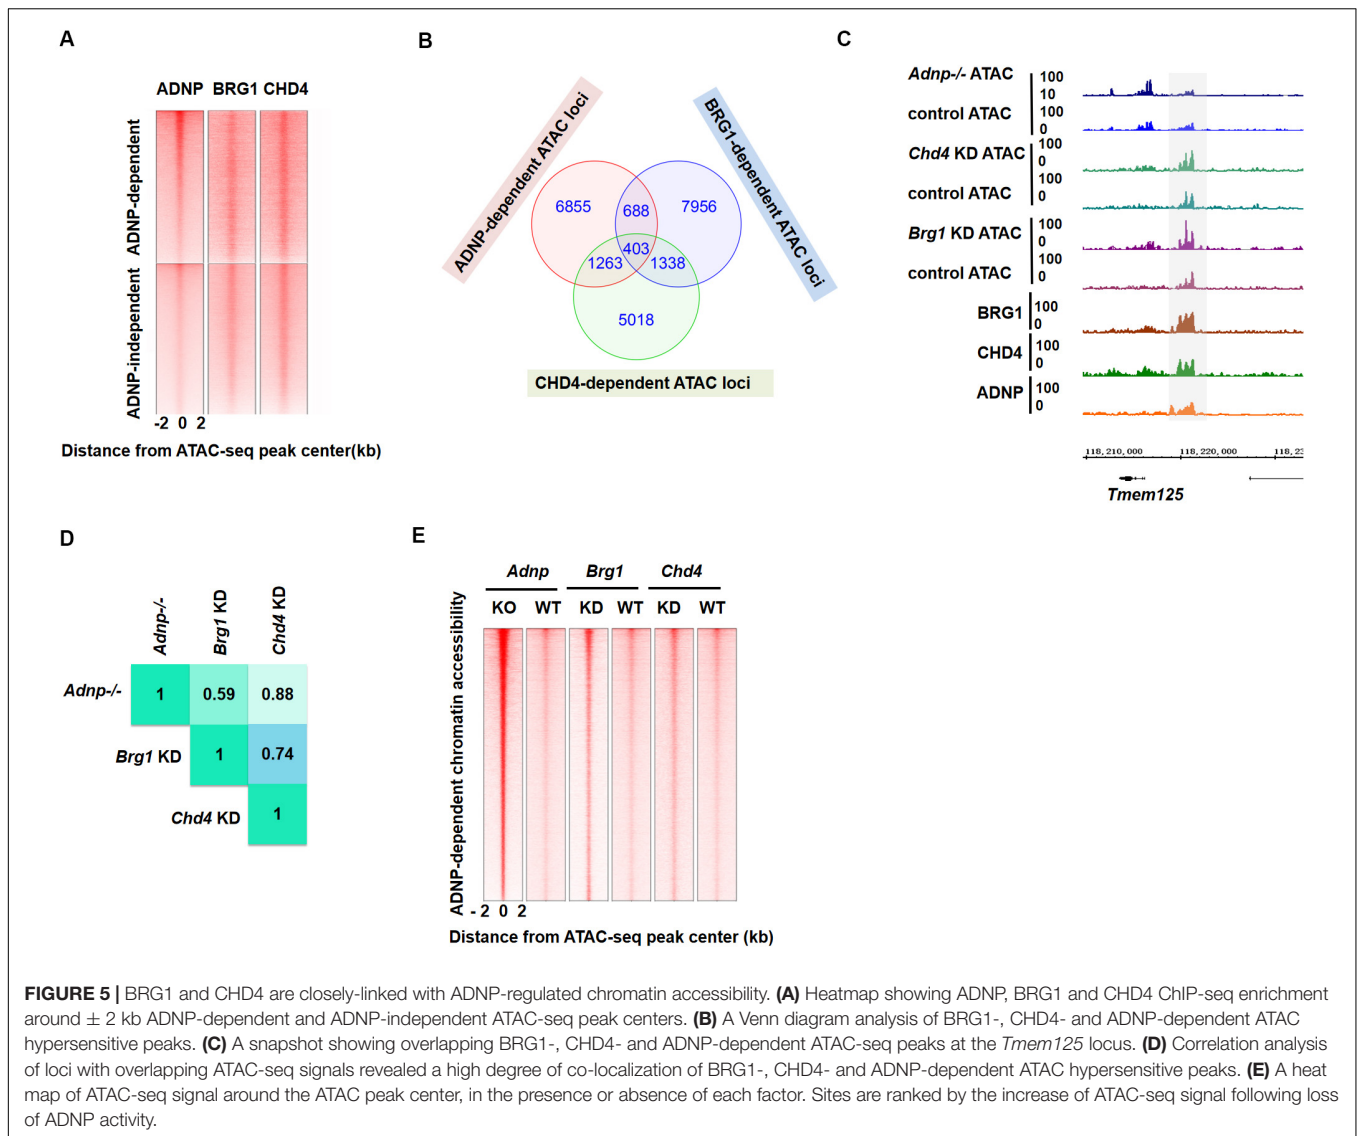 A
ADNP BRG1 CHD4
ADNP-dependent
ADNP-independent
-2 0 2
Distance from ATAC-seq peak center(kb)
B
ADNP-dependent ATAC loci
BRG1-dependent ATAC loci
6855
688
7956
403
1263
1338
5018
CHD4-dependent ATAC loci
C
Adnp-/- ATAC 100 10
control ATAC 100 0
Chd4 KD ATAC 100 0
control ATAC 100 0
Brg1 KD ATAC 100 0
control ATAC 100 0
BRG1 100 0
CHD4 100 0
ADNP 100 0
118,210,000 118,220,000 118,23
Tmem125
D
Adnp-/- Brg1 KD Chd4 KD
Adnp-/- 1 0.59 0.88
Brg1 KD 1 0.74
Chd4 KD 1
E
Adnp Brg1 Chd4
KO WT KD WT KD WT
ADNP-dependent chromatin accessibility
- 2 0 2
Distance from ATAC-seq peak center (kb)
FIGURE 5 | BRG1 and CHD4 are closely-linked with ADNP-regulated chromatin accessibility. (A) Heatmap showing ADNP, BRG1 and CHD4 ChIP-seq enrichment
around ± 2 kb ADNP-dependent and ADNP-independent ATAC-seq peak centers. (B) A Venn diagram analysis of BRG1-, CHD4- and ADNP-dependent ATAC
hypersensitive peaks. (C) A snapshot showing overlapping BRG1-, CHD4- and ADNP-dependent ATAC-seq peaks at the Tmem125 locus. (D) Correlation analysis
of loci with overlapping ATAC-seq signals revealed a high degree of co-localization of BRG1-, CHD4- and ADNP-dependent ATAC hypersensitive peaks. (E) A heat
map of ATAC-seq signal around the ATAC peak center, in the presence or absence of each factor. Sites are ranked by the increase of ATAC-seq signal following loss
of ADNP activity.